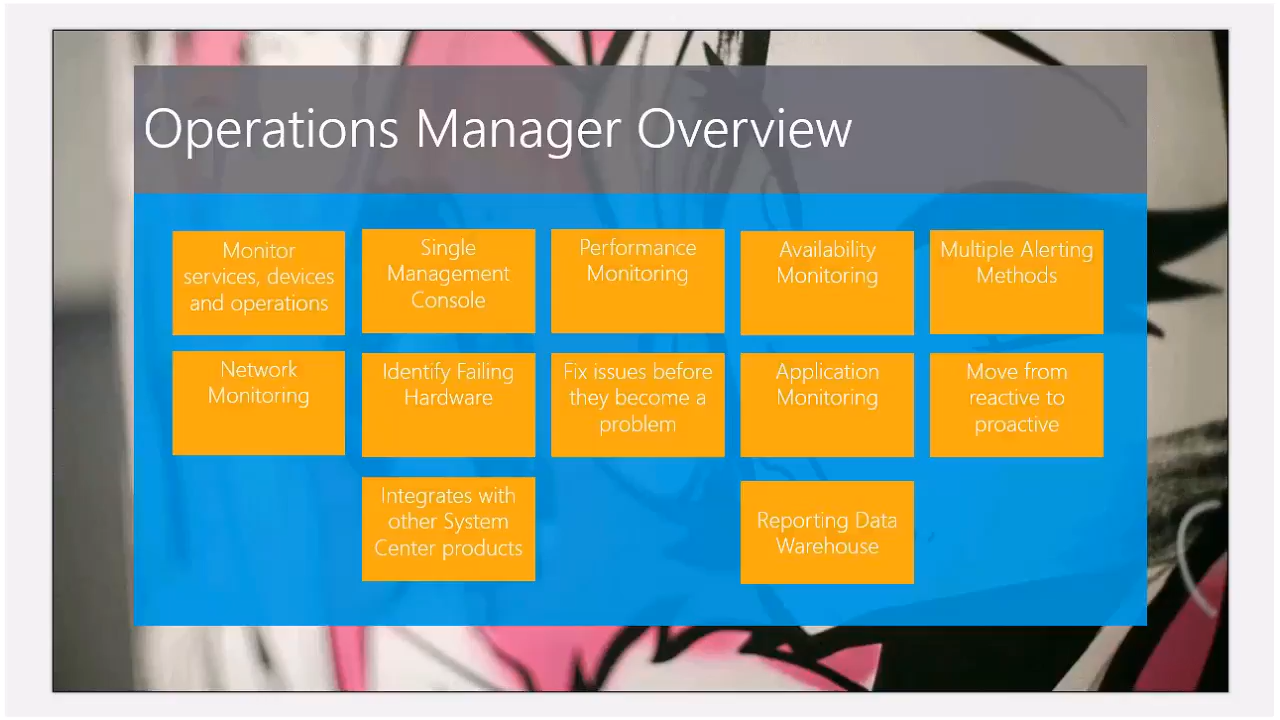 Operations Manager Overview
Monitor
services, devices
and operations
Single
Management
Console
Performance
Monitoring
Availability
Monitoring
Multiple Alerting
Methods
Network
Monitoring
Identify Failing
Hardware
Fix issues before
they become a
problem
Application
Monitoring
Move from
reactive to
proactive
Integrates with
other System
Center products
Reporting Data
Warehouse